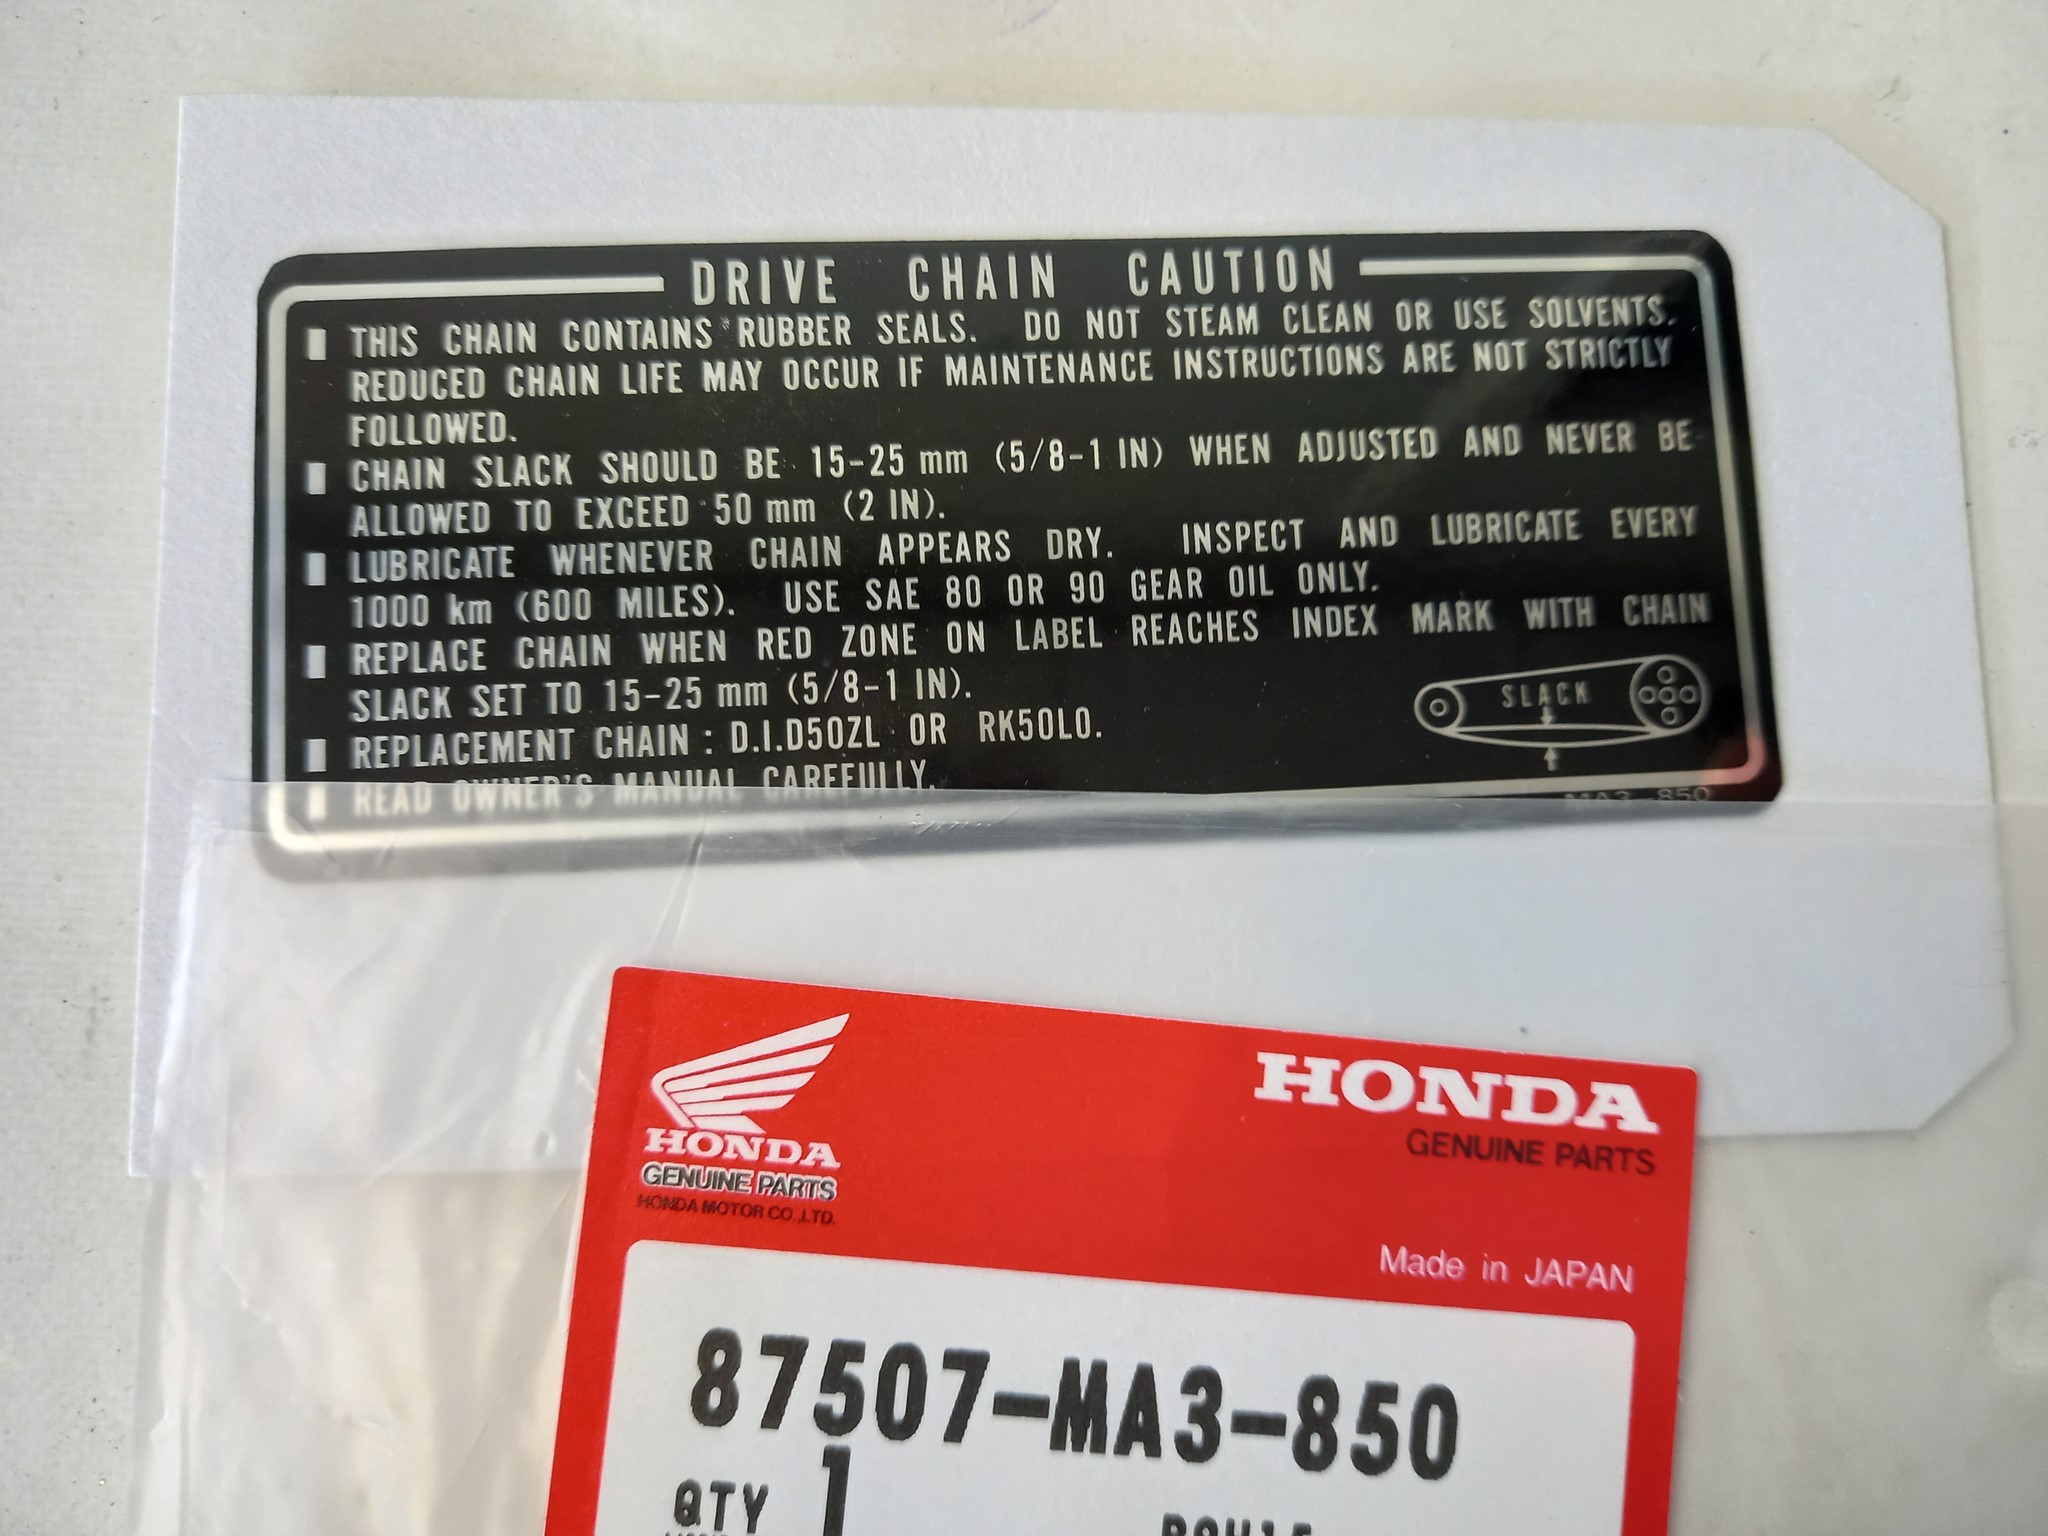 DRIVE CHAIN CAUTION
THIS CHAIN CONTAINS RUBBER SEALS. DO NOT STEAM CLEAN OR USE SOLVENTS.
REDUCED CHAIN LIFE MAY OCCUR IF MAINTENANCE INSTRUCTIONS ARE NOT STRICTLY
FOLLOWED.
CHAIN SLACK SHOULD BE 15-25 mm (5/8-1 IN) WHEN ADJUSTED AND NEVER BE
ALLOWED TO EXCEED 50 mm (2 IN).
LUBRICATE WHENEVER CHAIN APPEARS DRY. INSPECT AND LUBRICATE EVERY
1000 km (600 MILES). USE SAE 80 OR 90 GEAR OIL ONLY.
REPLACE CHAIN WHEN RED ZONE ON LABEL REACHES INDEX MARK WITH CHAIN
SLACK SET TO 15-25 mm (5/8-1 IN).
SLACK
REPLACEMENT CHAIN : D.I.D50ZL OR RK50LO.
READ OWNER'S MANUAL CAREFULLY.
MA3-850
HONDA
GENUINE PARTS
HONDA MOTOR CO.,LTD.
HONDA
GENUINE PARTS
Made in JAPAN
87507-MA3-850
QTY 1